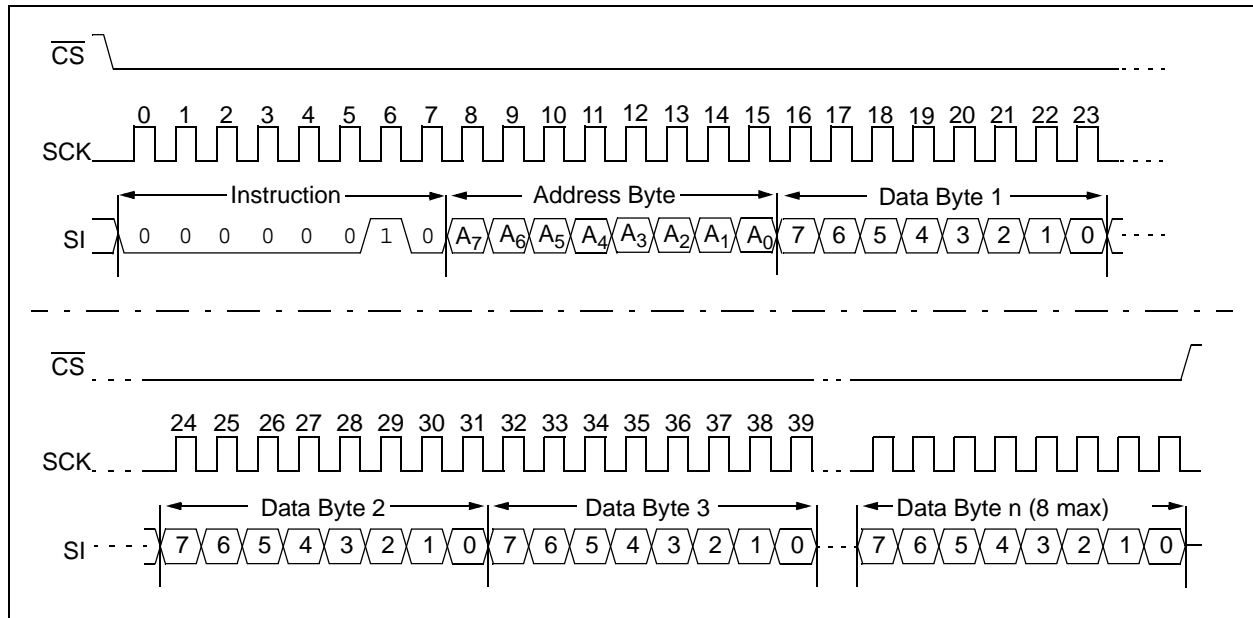 CS
0 1 2 3 4 5 6 7 8 9 10 11 12 13 14 15 16 17 18 19 20 21 22 23
SCK
Instruction Address Byte Data Byte 1
SI 0 0 0 0 0 0 1 0 A7 A6 A5 A4 A3 A2 A1 A0 7 6 5 4 3 2 1 0
CS
24 25 26 27 28 29 30 31 32 33 34 35 36 37 38 39
SCK
Data Byte 2 Data Byte 3 Data Byte n (8 max)
SI 7 6 5 4 3 2 1 0 7 6 5 4 3 2 1 0 7 6 5 4 3 2 1 0